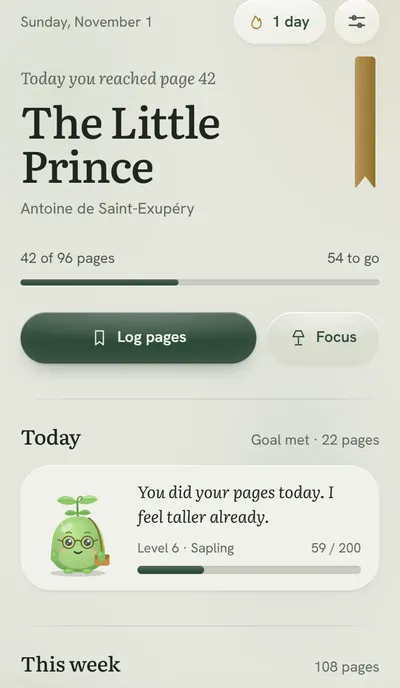 Sunday, November 1
1 day
Today you reached page 42
The Little
Prince
Antoine de Saint-Exupéry
42 of 96 pages
54 to go
Log pages
Focus
Today
Goal met · 22 pages
You did your pages today. I
feel taller already.
Level 6 · Sapling
59 / 200
This week
108 pages